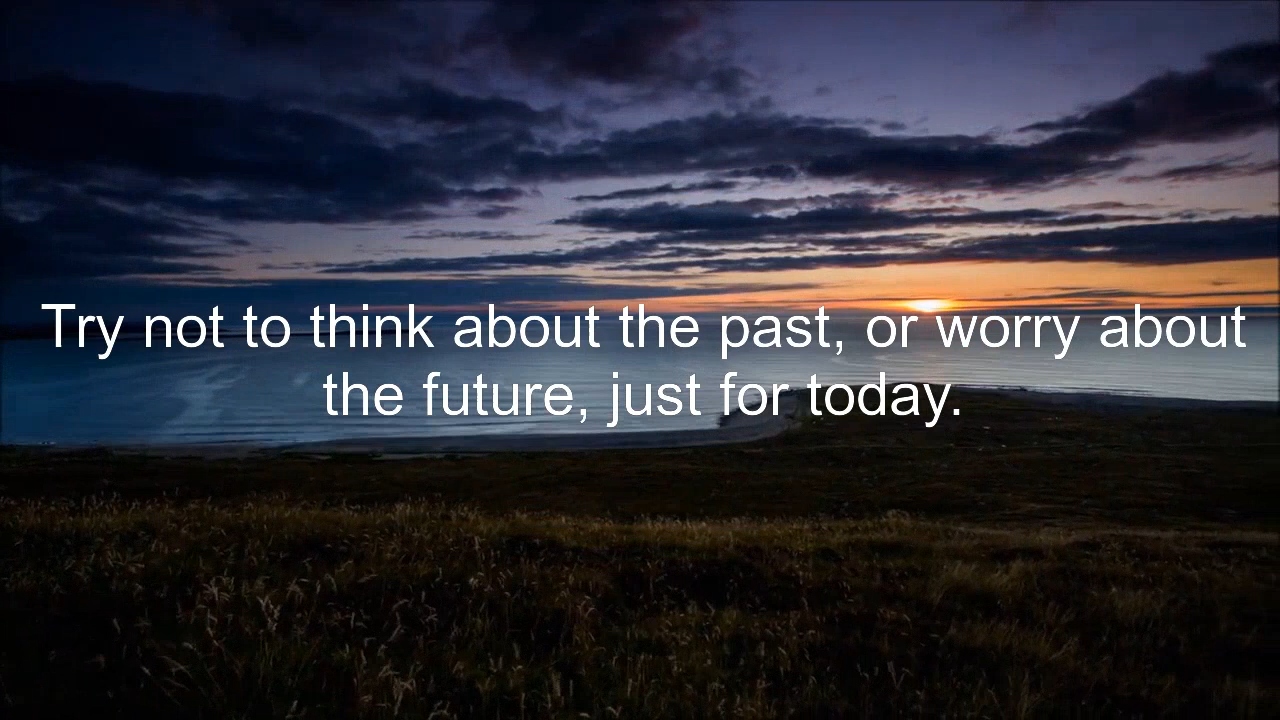 Try not to think about the past, or worry about
the future, just for today.